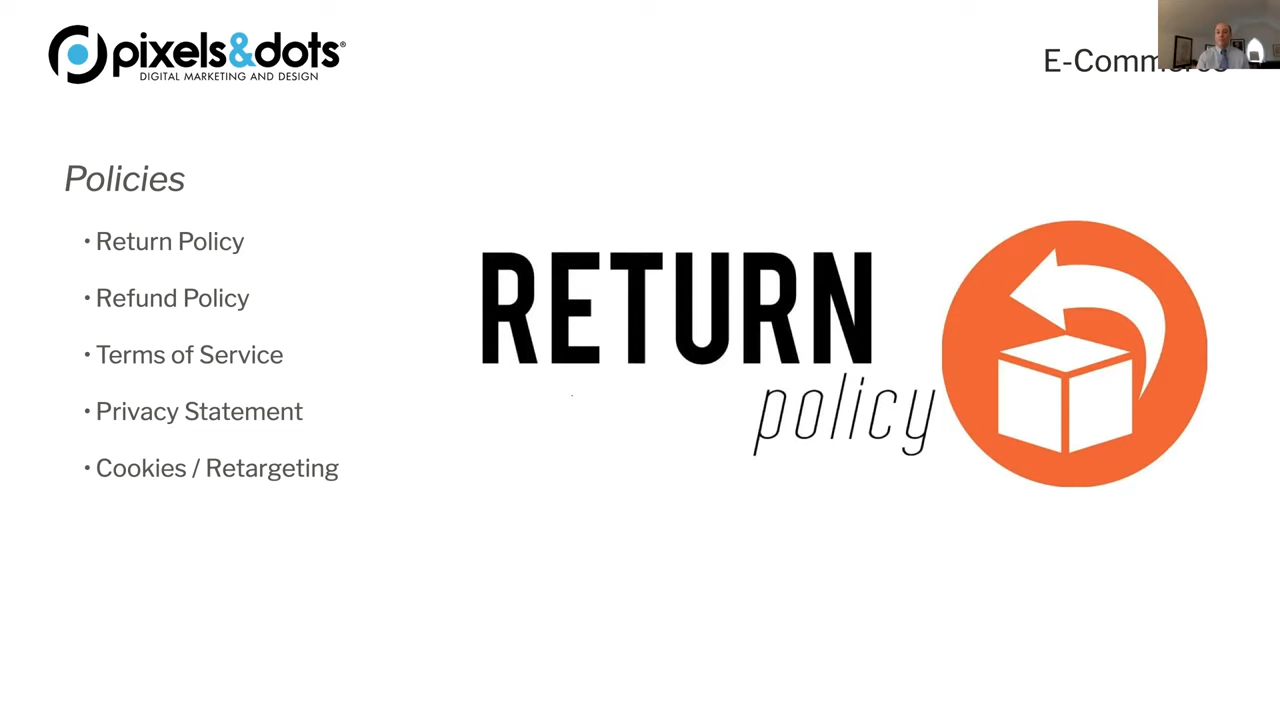 pixels&dots®
DIGITAL MARKETING AND DESIGN
Policies
• Return Policy
• Refund Policy
• Terms of Service
• Privacy Statement
• Cookies / Retargeting
E-Commerce
RETURN
policy